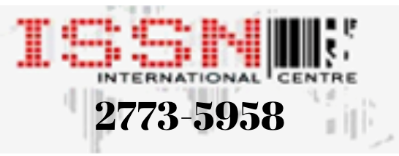 ISSN
INTERNATIONAL CENTRE
2773-5958